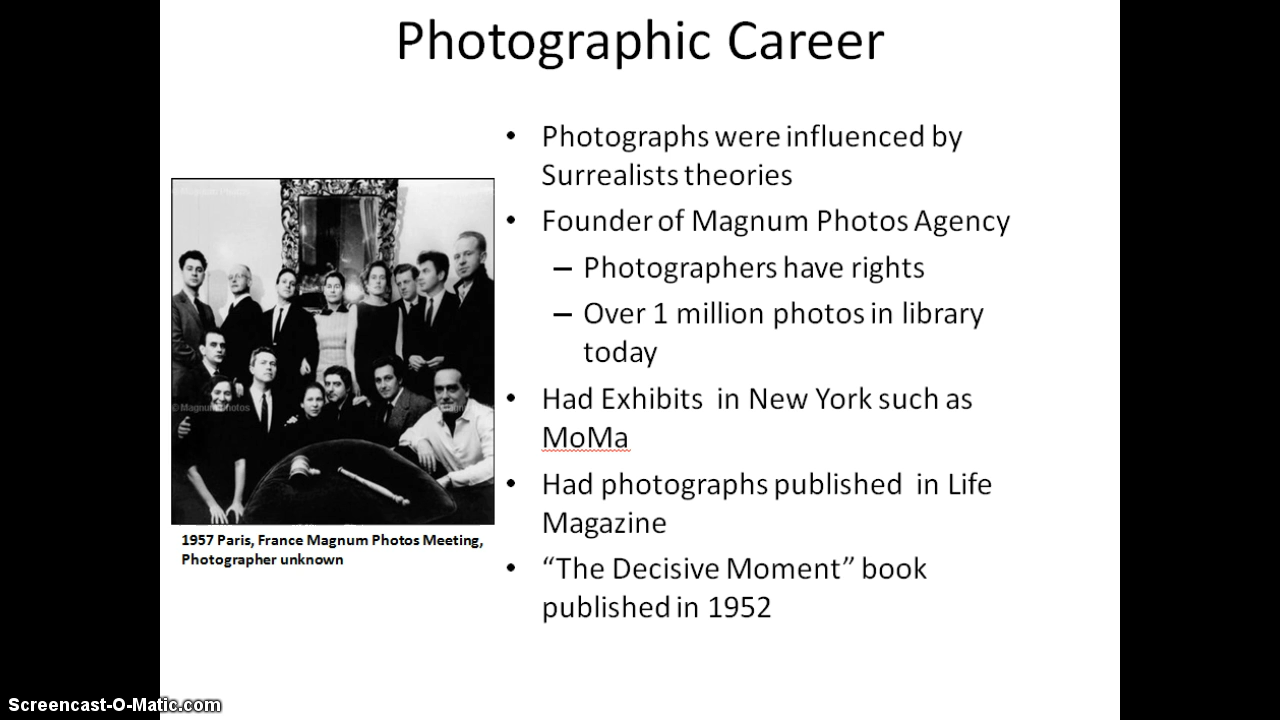 Photographic Career
• Photographs were influenced by
Surrealists theories
• Founder of Magnum Photos Agency
– Photographers have rights
– Over 1 million photos in library
today
• Had Exhibits in New York such as
MoMa
• Had photographs published in Life
Magazine
• “The Decisive Moment” book
published in 1952
© Magnum Photos
1957 Paris, France Magnum Photos Meeting,
Photographer unknown
Screencast-O-Matic.com